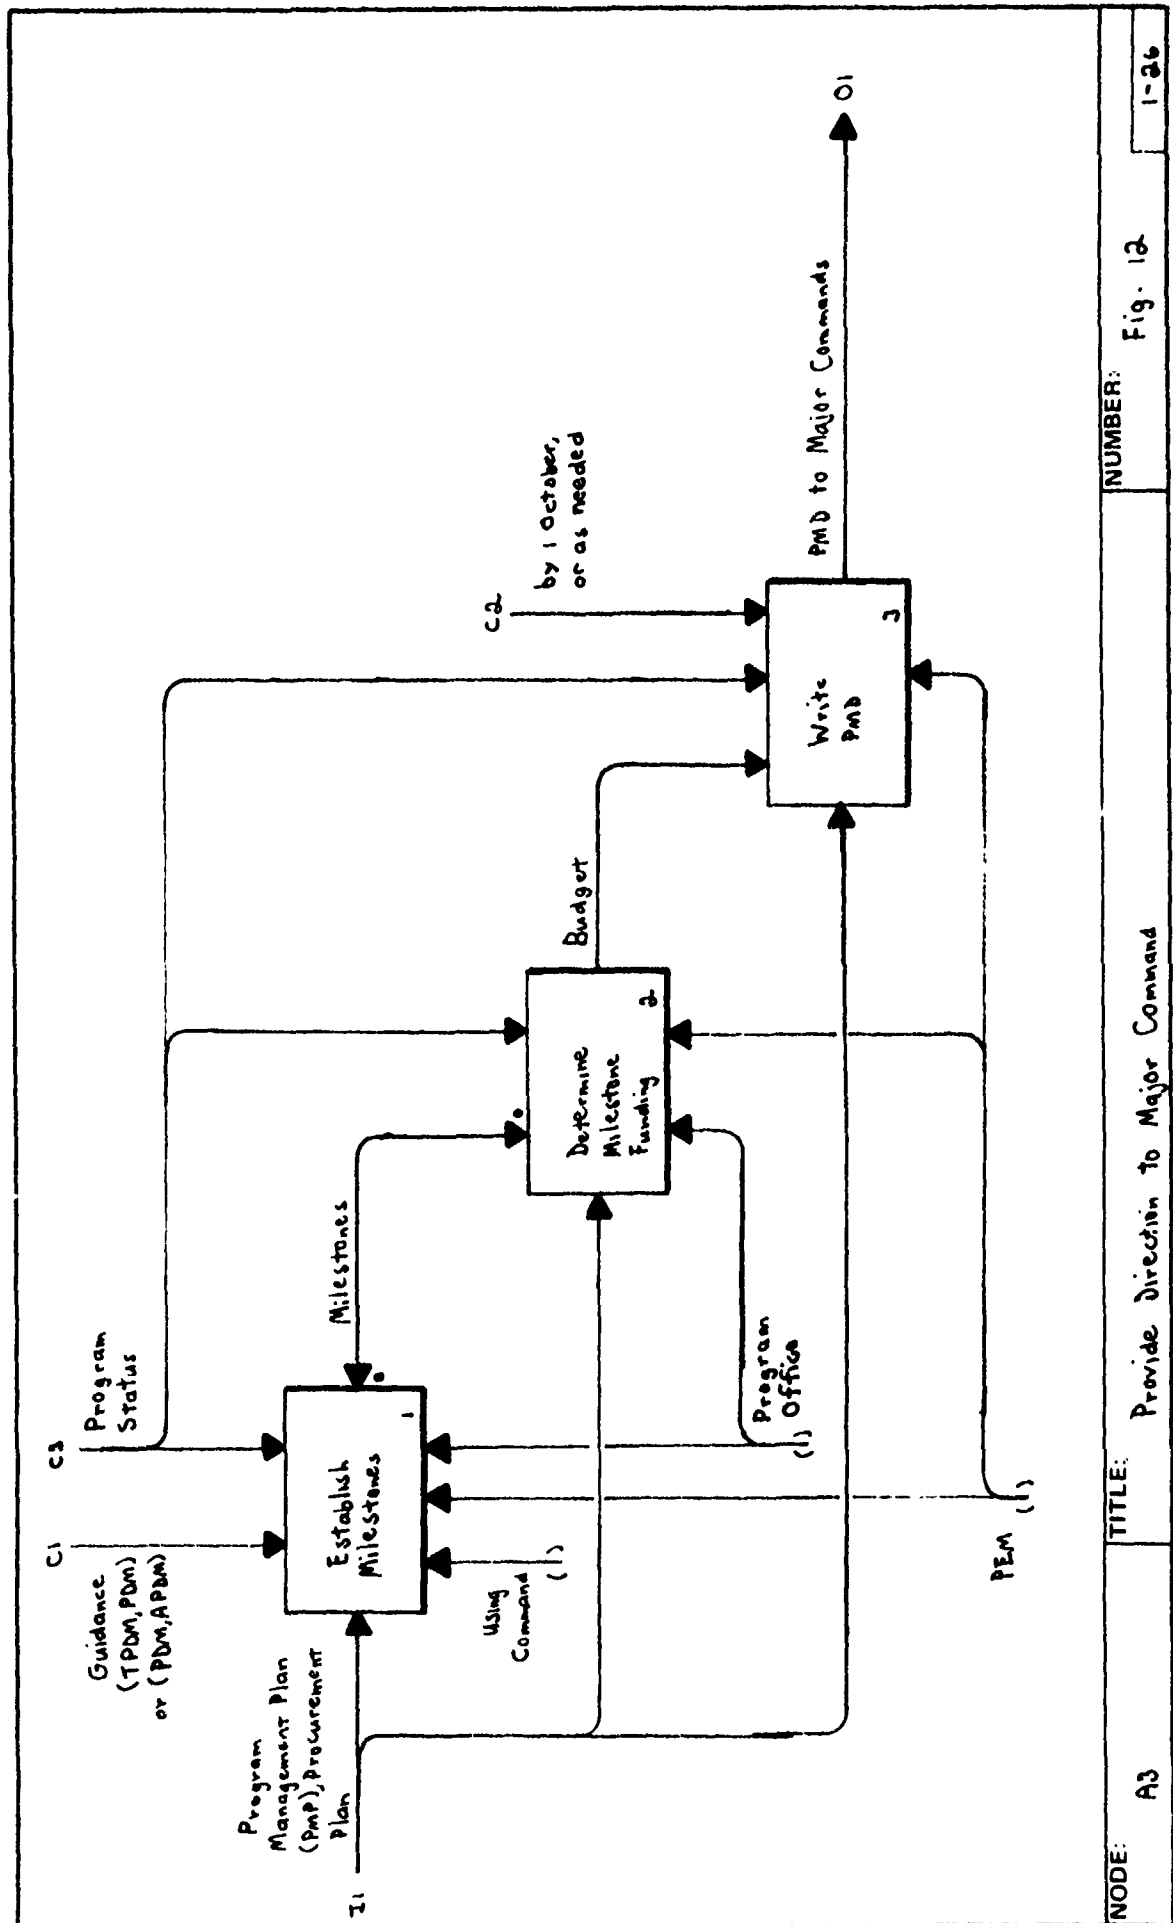 C1
Guidance
(TPDM,PDM)
or (PDM,APDM)
C3
Program
Status
I1
Program
Management Plan
(PMP), Procurement
Plan
Establish
Milestones
1
Milestones
Using
Command
( )
Program
Office
(1)
PEM
(1)
Determine
Milestone
Funding
2
Budget
C2
by 1 October,
or as needed
Write
PMD
3
PMD to Major Commands
O1
NODE:
A3
TITLE:
Provide Direction to Major Command
NUMBER:
Fig. 12
1-26